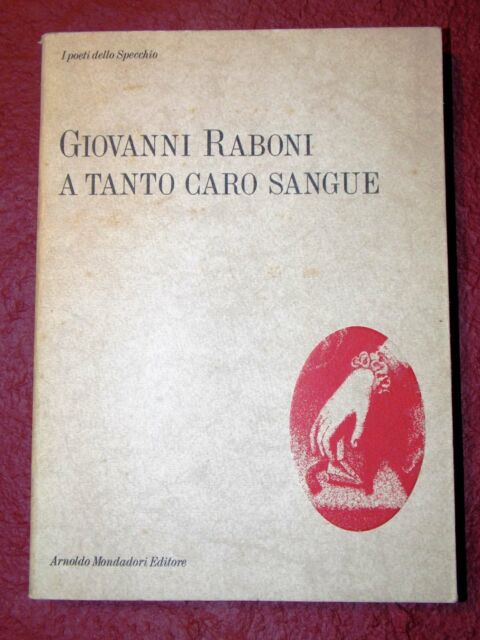 I poeti dello Specchio
GIOVANNI RABONI
A TANTO CARO SANGUE
Arnoldo Mondadori Editore